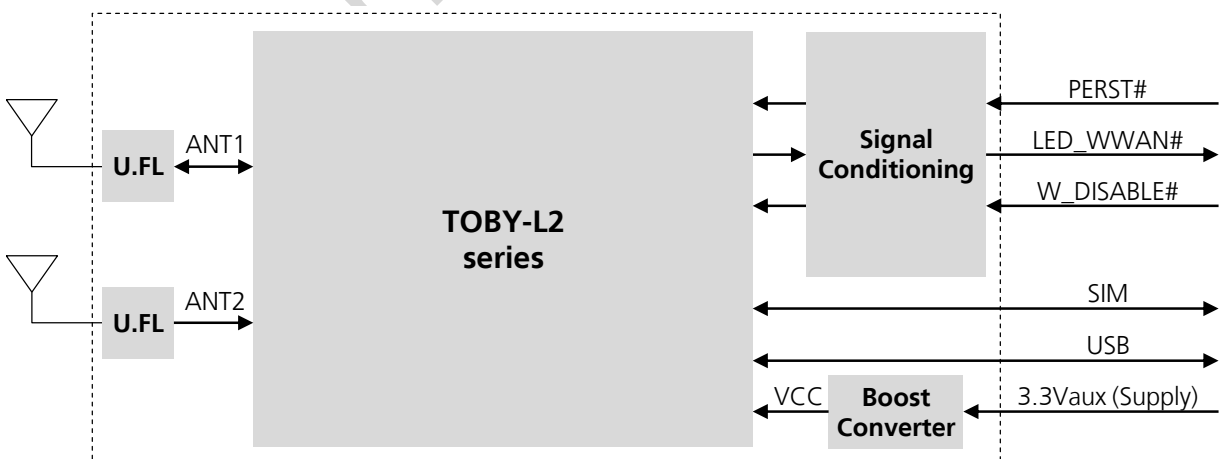 PERST#
U.FL
ANT1
Signal
Conditioning
LED_WWAN#
W_DISABLE#
TOBY-L2
series
U.FL
ANT2
SIM
USB
VCC
Boost
Converter
3.3Vaux (Supply)